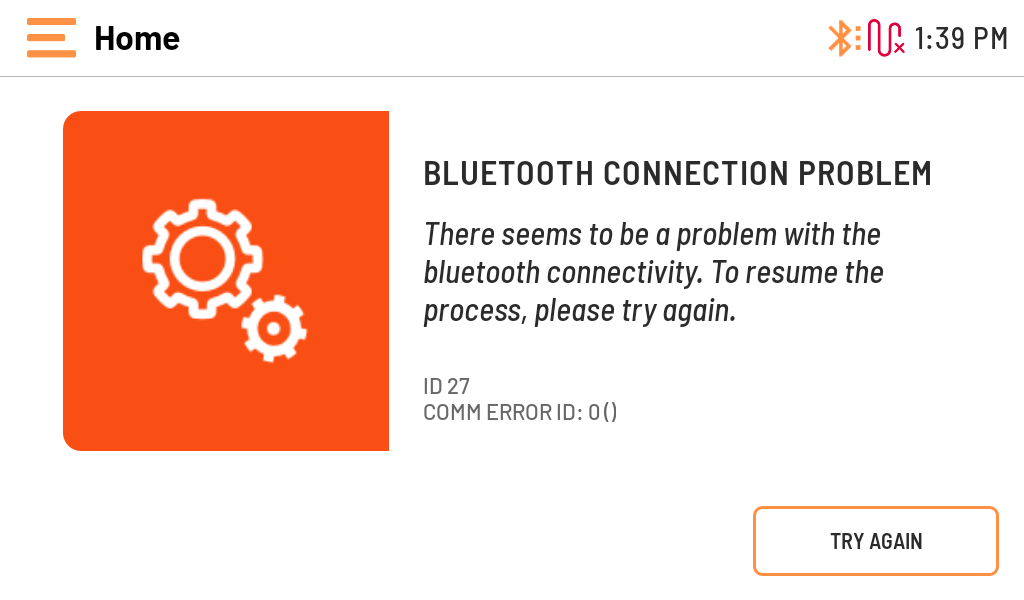 Home
1:39 PM
BLUETOOTH CONNECTION PROBLEM
There seems to be a problem with the
bluetooth connectivity. To resume the
process, please try again.
ID 27
COMM ERROR ID: 0 ()
TRY AGAIN